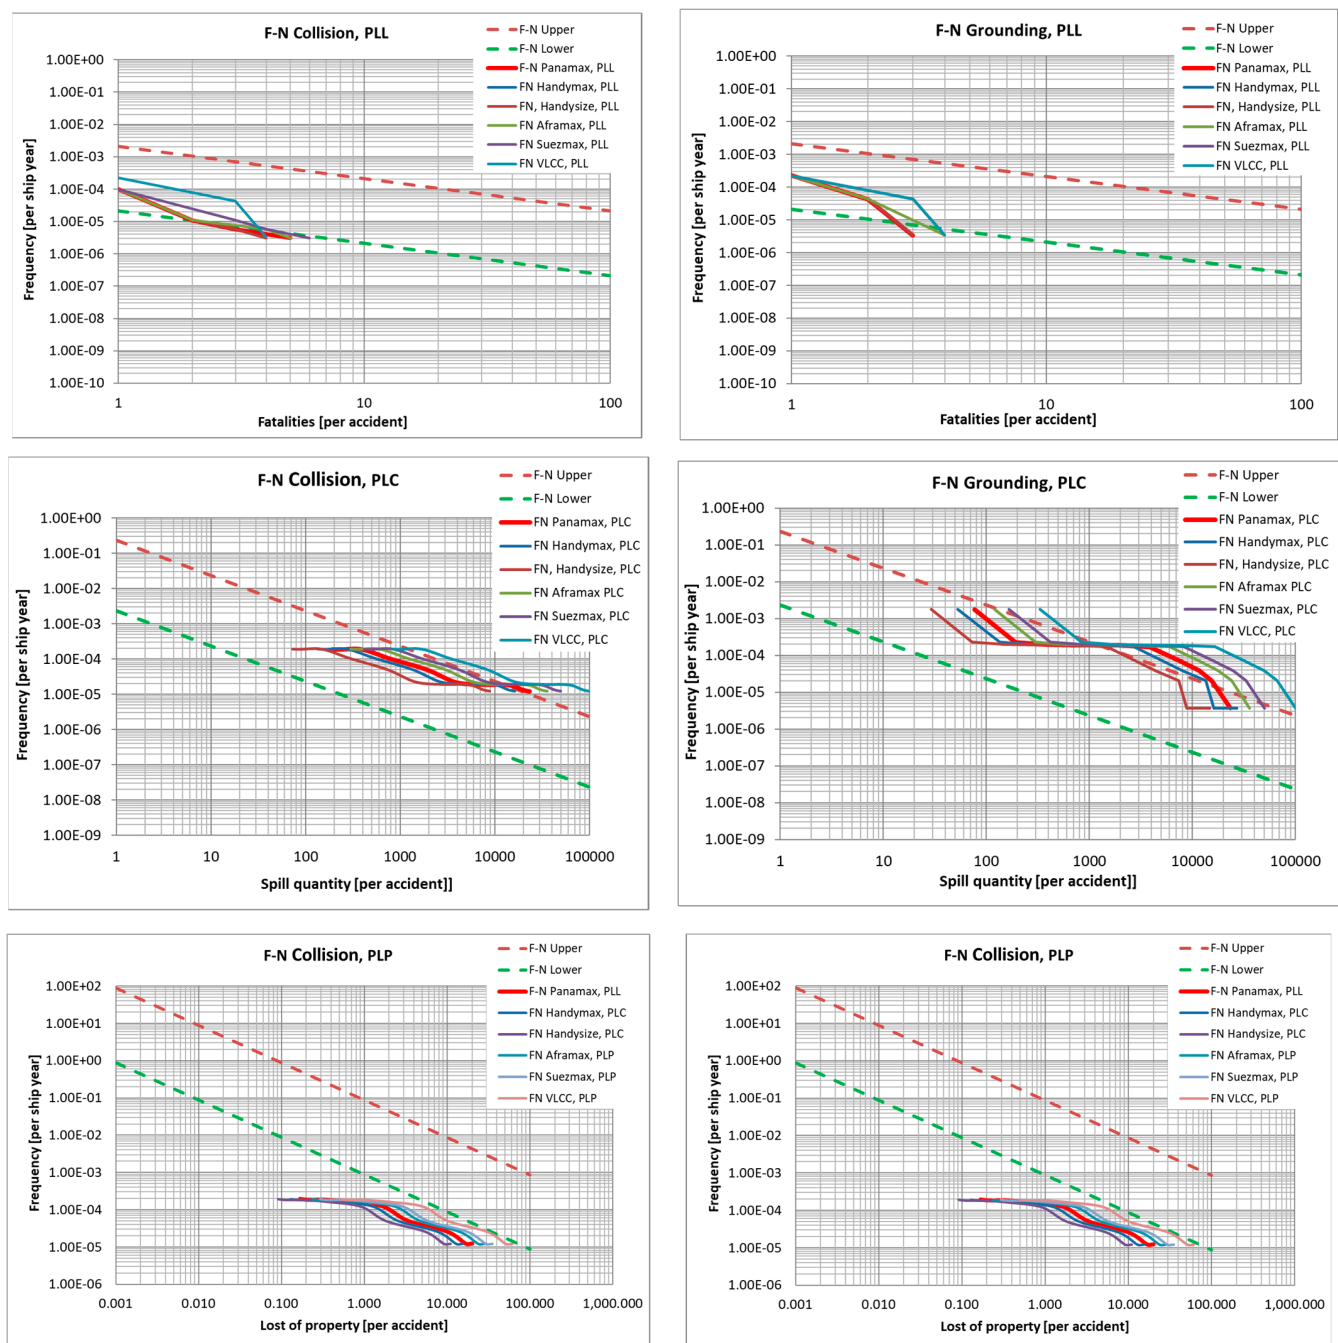 F-N Collision, PLL
F-N Upper
F-N Lower
F-N Panamax, PLL
FN Handymax, PLL
FN, Handysize, PLL
FN Aframax, PLL
FN Suezmax, PLL
FN VLCC, PLL
Frequency [per ship year]
1.00E+00
1.00E-01
1.00E-02
1.00E-03
1.00E-04
1.00E-05
1.00E-06
1.00E-07
1.00E-08
1.00E-09
1.00E-10
1 10 100
Fatalities [per accident]
F-N Grounding, PLL
F-N Upper
F-N Lower
FN Panamax, PLL
FN Handymax, PLL
FN, Handysize, PLL
FN Aframax, PLL
FN Suezmax, PLL
FN VLCC, PLL
Frequency [per ship year]
1.00E+00
1.00E-01
1.00E-02
1.00E-03
1.00E-04
1.00E-05
1.00E-06
1.00E-07
1.00E-08
1.00E-09
1.00E-10
1 10 100
Fatalities [per accident]
F-N Collision, PLC
F-N Upper
F-N Lower
FN Panamax, PLC
FN Handymax, PLC
FN, Handysize, PLC
FN Aframax PLC
FN Suezmax, PLC
FN VLCC, PLC
Frequency [per ship year]
1.00E+00
1.00E-01
1.00E-02
1.00E-03
1.00E-04
1.00E-05
1.00E-06
1.00E-07
1.00E-08
1.00E-09
1 10 100 1000 10000 100000
Spill quantity [per accident]]
F-N Grounding, PLC
F-N Upper
F-N Lower
FN Panamax, PLC
FN Handymax, PLC
FN, Handysize, PLC
FN Aframax PLC
FN Suezmax, PLC
FN VLCC, PLC
Frequency [per ship year]
1.00E+00
1.00E-01
1.00E-02
1.00E-03
1.00E-04
1.00E-05
1.00E-06
1.00E-07
1.00E-08
1.00E-09
1 10 100 1000 10000 100000
Spill quantity [per accident]]
F-N Collision, PLP
F-N Upper
F-N Lower
F-N Panamax, PLL
FN Handymax, PLC
FN Handysize, PLC
FN Aframax, PLP
FN Suezmax, PLP
FN VLCC, PLP
Frequency [per ship year]
1.00E+02
1.00E+01
1.00E+00
1.00E-01
1.00E-02
1.00E-03
1.00E-04
1.00E-05
1.00E-06
0.001 0.010 0.100 1.000 10.000 100.000 1,000.000
Lost of property [per accident]
F-N Collision, PLP
F-N Upper
F-N Lower
F-N Panamax, PLL
FN Handymax, PLC
FN Handysize, PLC
FN Aframax, PLP
FN Suezmax, PLP
FN VLCC, PLP
Frequency [per ship year]
1.00E+02
1.00E+01
1.00E+00
1.00E-01
1.00E-02
1.00E-03
1.00E-04
1.00E-05
1.00E-06
0.001 0.010 0.100 1.000 10.000 100.000 1,000.000
Lost of property [per accident]